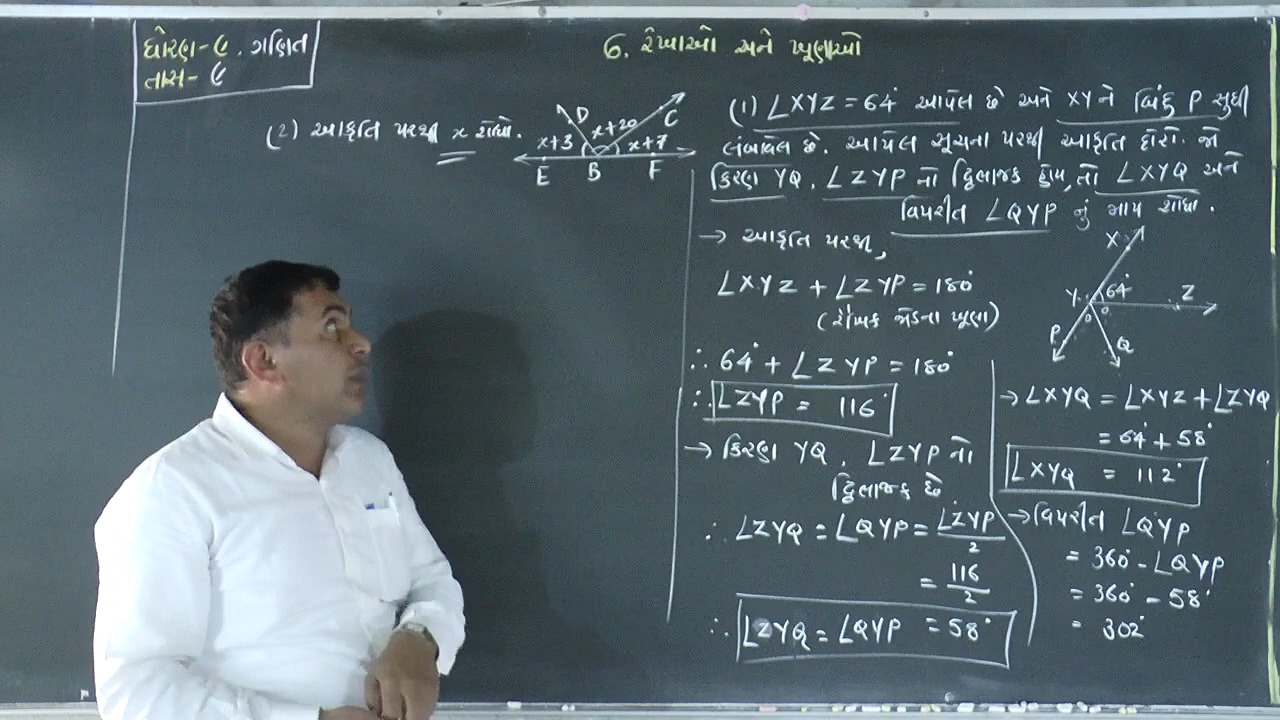 ધોરણ-૯. ગણિત
તાસ-૯
6. રેખાઓ અને ખૂણાઓ
(2) આકૃતિ પરથી x શોધો.
D
C
x+3
x+20
x+7
E
B
F
(1) ∠XYZ = 64° આપેલ છે અને XY ને બિંદુ P સુધી
લંબાવેલ છે. આપેલ સૂચના પરથી આકૃતિ દોરો. જો
કિરણ YQ, ∠ZYP નો દ્વિભાજક હોય, તો ∠XYQ અને
વિપરીત ∠QYP નું માપ શોધો.
→ આકૃતિ પરથી,
∠XYZ + ∠ZYP = 180°
(રૈખિક જોડના ખૂણા)
∴ 64° + ∠ZYP = 180°
∴ ∠ZYP = 116°
→ કિરણ YQ, ∠ZYP નો
દ્વિભાજક છે.
∴ ∠ZYQ = ∠QYP = ∠ZYP/2
= 116/2
∴ ∠ZYQ = ∠QYP = 58°
X
Y
64°
Z
P
Q
→ ∠XYQ = ∠XYZ + ∠ZYQ
= 64° + 58°
∠XYQ = 112°
→ વિપરીત ∠QYP
= 360° - ∠QYP
= 360° - 58°
= 302°